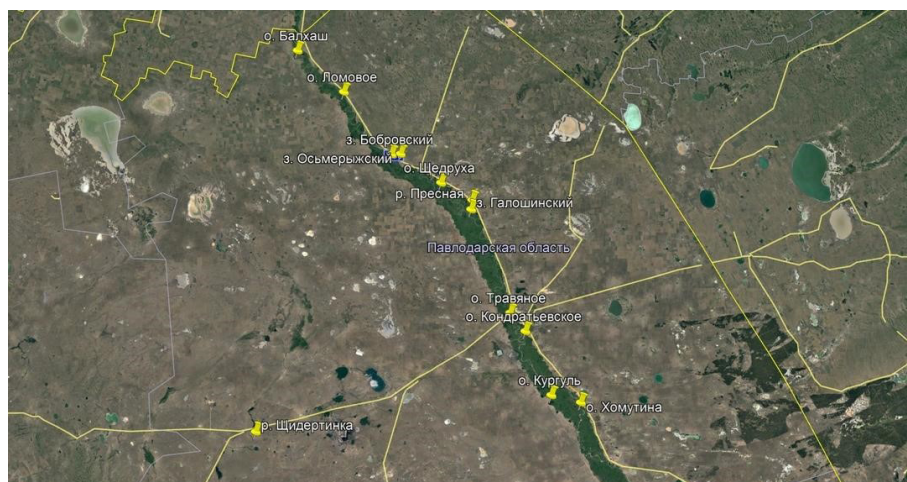 о. Балхаш
о. Ломовое
з. Бобровский
з. Осьмерыжский
о. Щедруха
р. Пресная
з. Галошинский
Павлодарская область
о. Травяное
о. Кондратьевское
о. Кургуль
о. Хомутина
р. Щидертинка